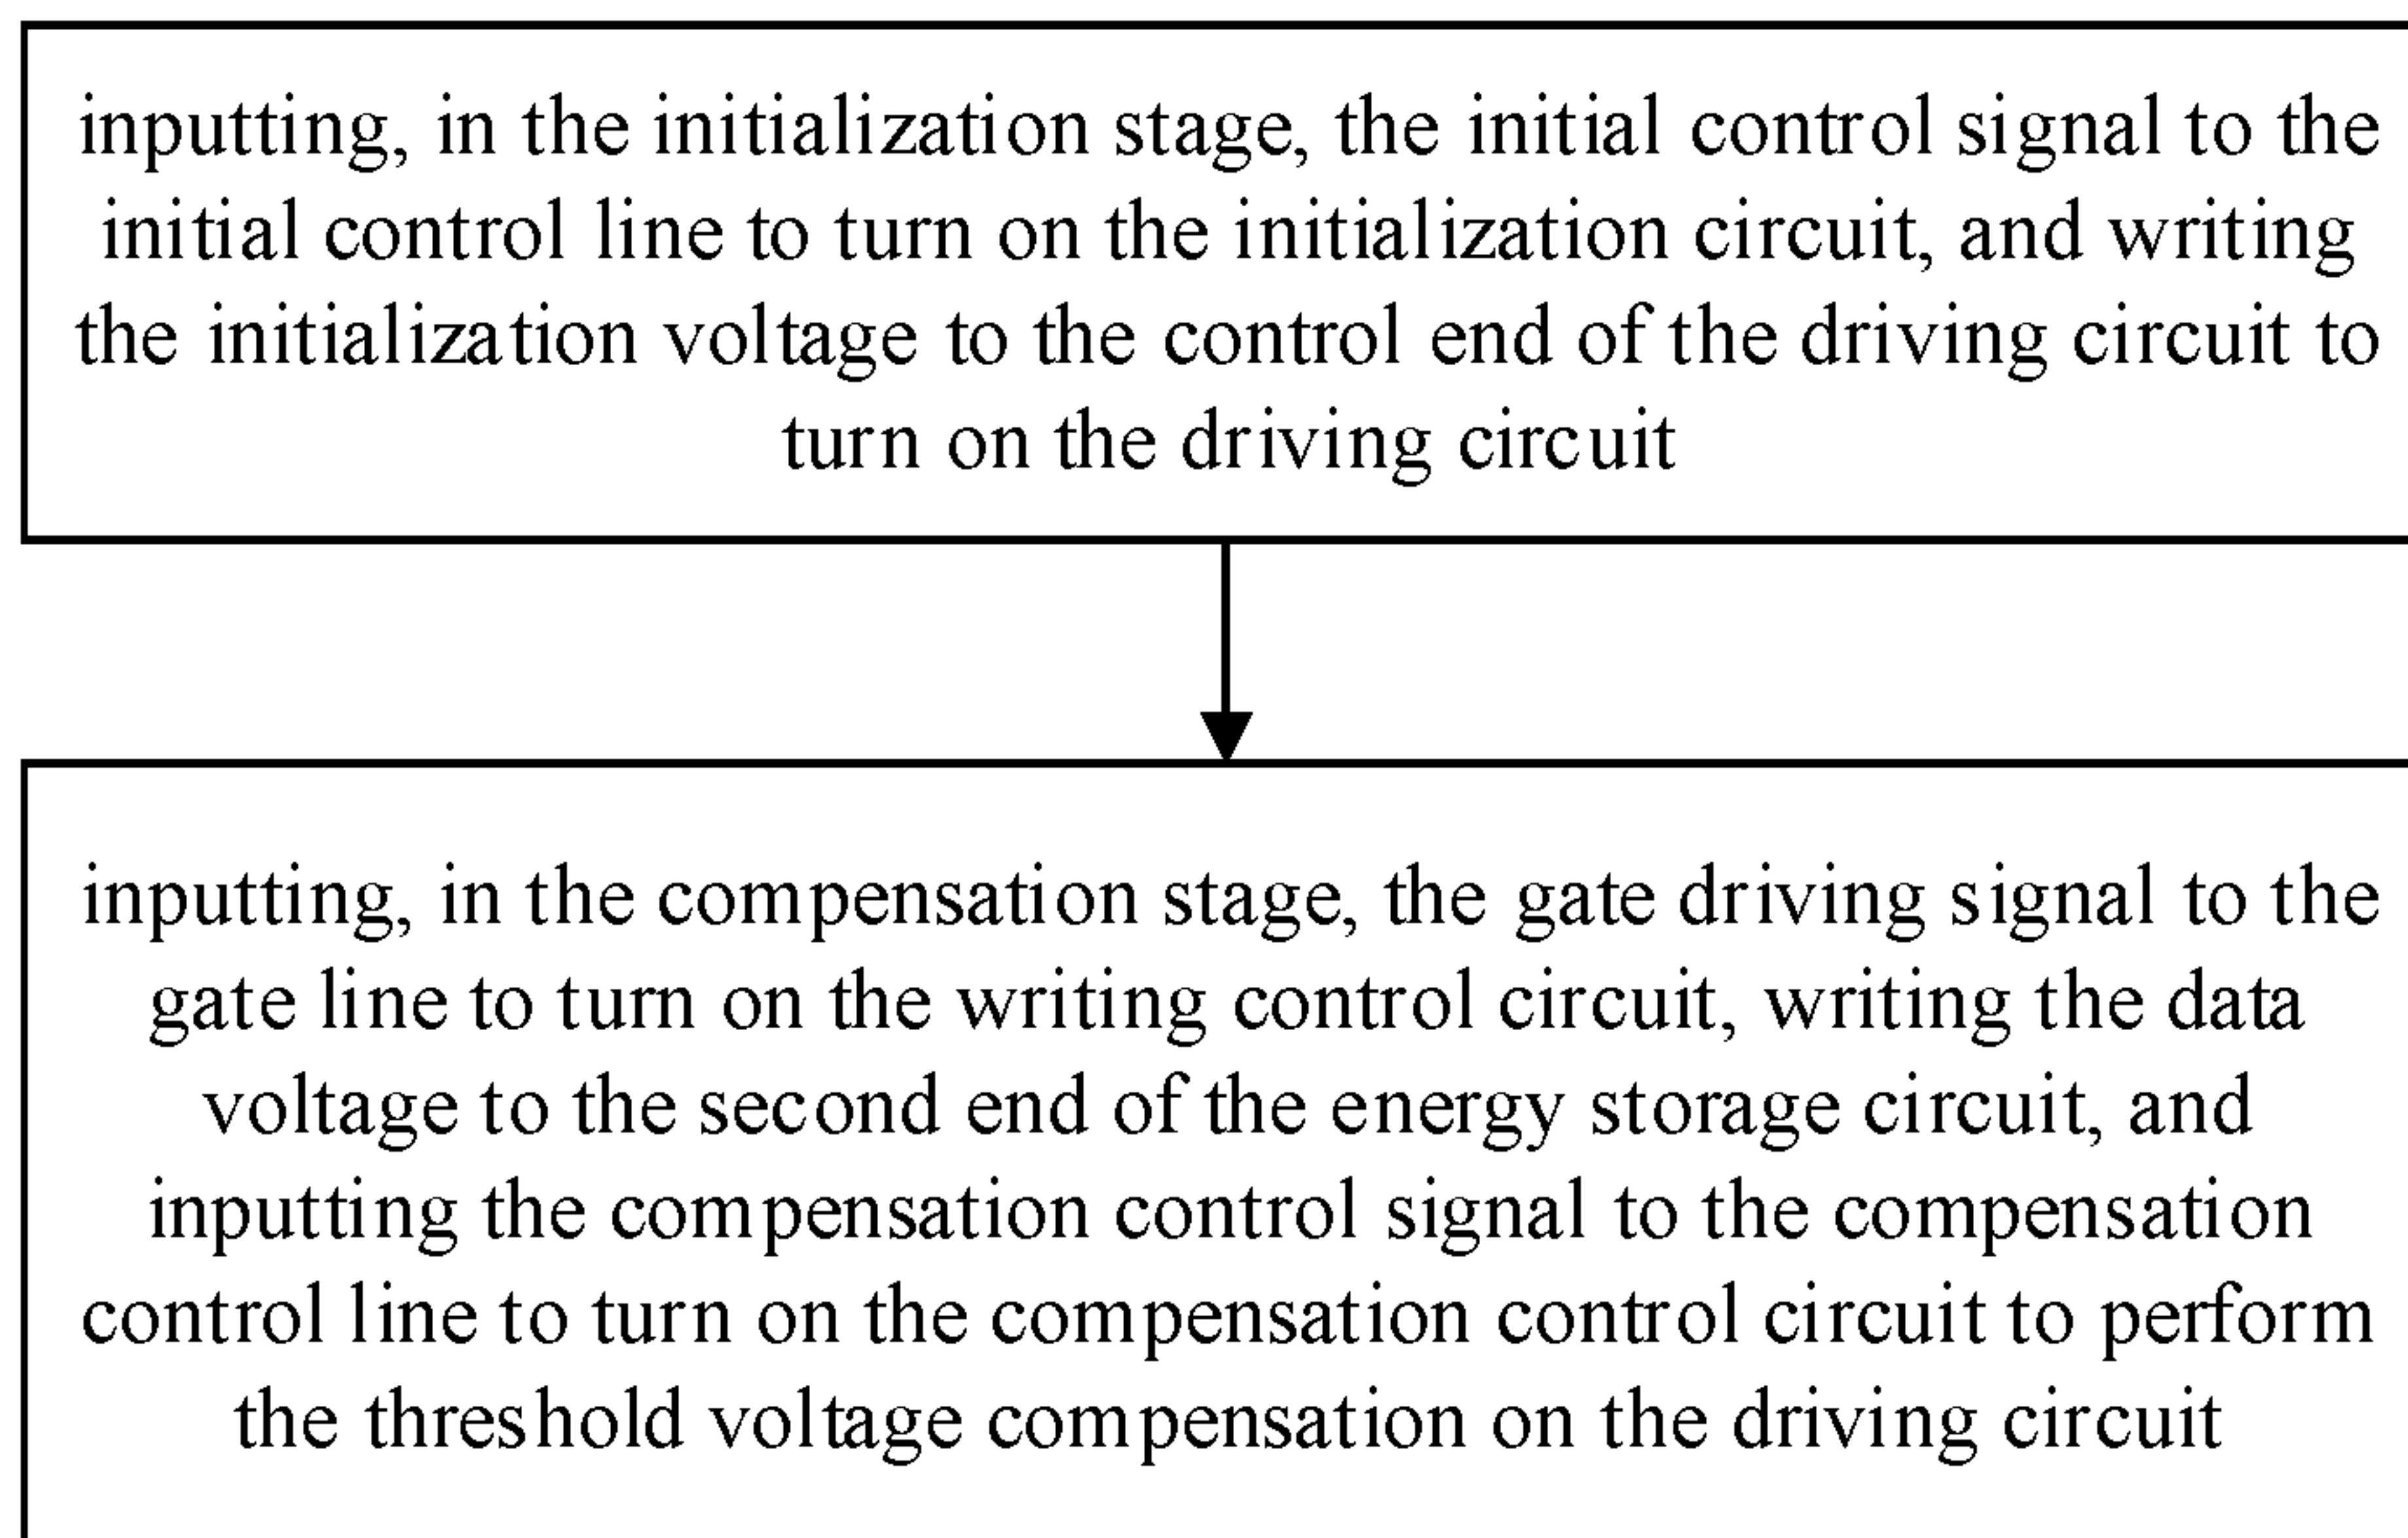 inputting, in the initialization stage, the initial control signal to the
initial control line to turn on the initialization circuit, and writing
the initialization voltage to the control end of the driving circuit to
turn on the driving circuit
inputting, in the compensation stage, the gate driving signal to the
gate line to turn on the writing control circuit, writing the data
voltage to the second end of the energy storage circuit, and
inputting the compensation control signal to the compensation
control line to turn on the compensation control circuit to perform
the threshold voltage compensation on the driving circuit